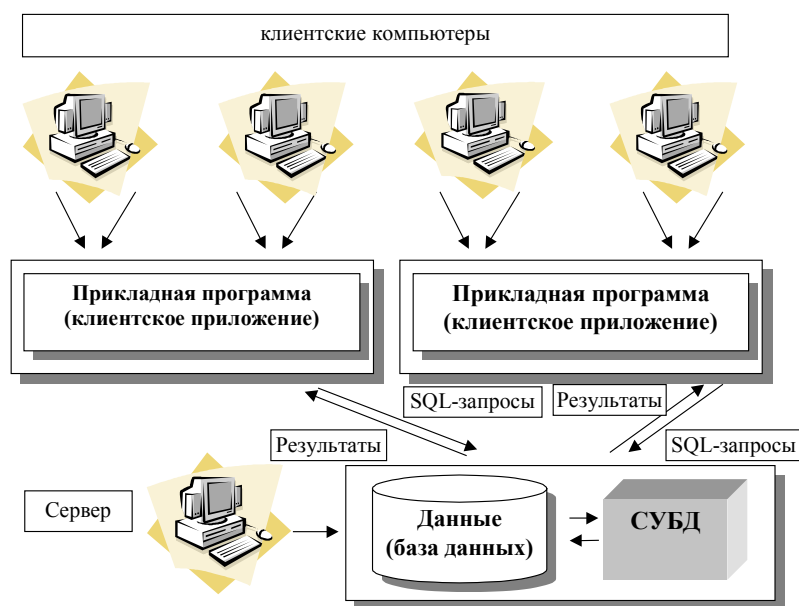 клиентские компьютеры
Прикладная программа
(клиентское приложение)
Прикладная программа
(клиентское приложение)
SQL-запросы
Результаты
Результаты
SQL-запросы
Сервер
Данные
(база данных)
СУБД